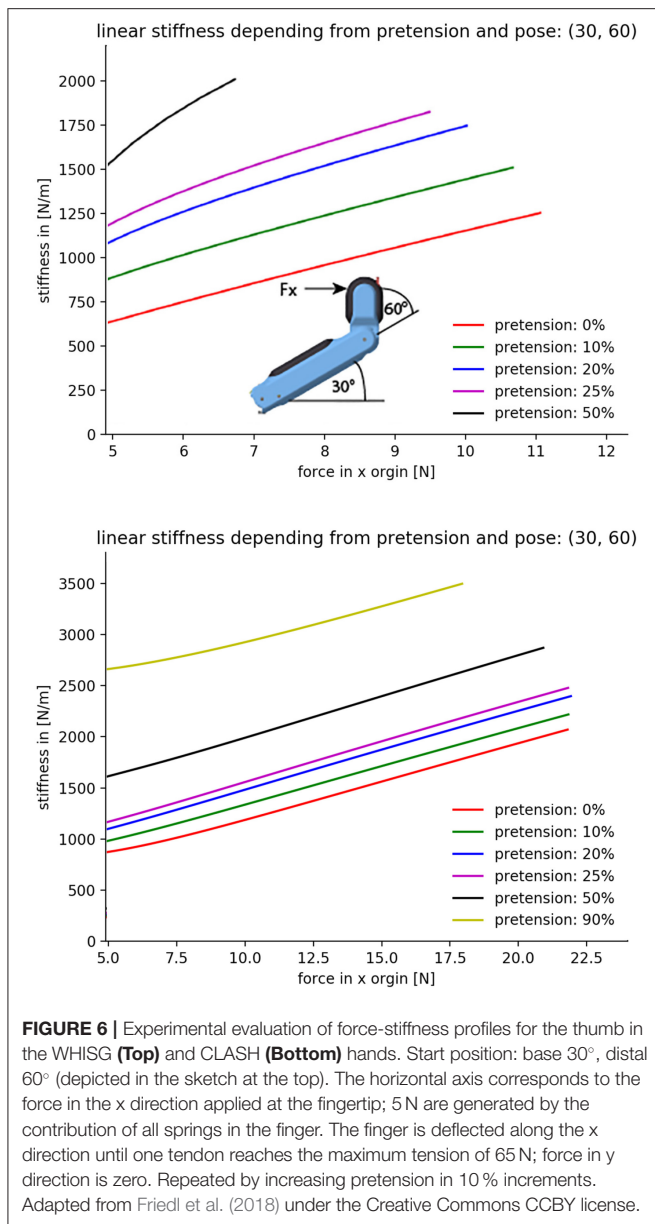 linear stiffness depending from pretension and pose: (30, 60)
2000
1750
1500
1250
1000
750
500
250
0
stiffness in [N/m]
Fx
60°
30°
pretension: 0%
pretension: 10%
pretension: 20%
pretension: 25%
pretension: 50%
5 6 7 8 9 10 11 12
force in x orgin [N]
linear stiffness depending from pretension and pose: (30, 60)
3500
3000
2500
2000
1500
1000
500
0
stiffness in [N/m]
pretension: 0%
pretension: 10%
pretension: 20%
pretension: 25%
pretension: 50%
pretension: 90%
5.0 7.5 10.0 12.5 15.0 17.5 20.0 22.5
force in x orgin [N]
FIGURE 6 | Experimental evaluation of force-stiffness profiles for the thumb in
the WHISG (Top) and CLASH (Bottom) hands. Start position: base 30°, distal
60° (depicted in the sketch at the top). The horizontal axis corresponds to the
force in the x direction applied at the fingertip; 5 N are generated by the
contribution of all springs in the finger. The finger is deflected along the x
direction until one tendon reaches the maximum tension of 65 N; force in y
direction is zero. Repeated by increasing pretension in 10 % increments.
Adapted from Friedl et al. (2018) under the Creative Commons CCBY license.